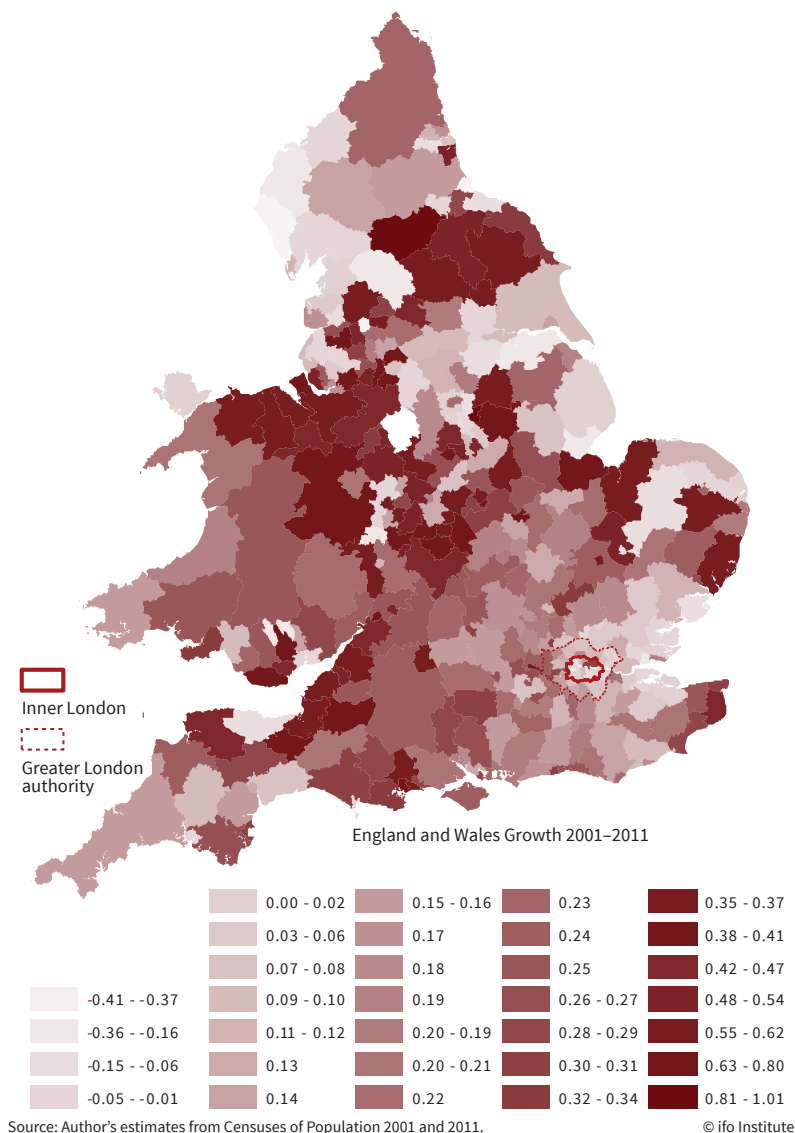 Inner London
Greater London
authority
England and Wales Growth 2001–2011
-0.41 - -0.37
-0.36 - -0.16
-0.15 - -0.06
-0.05 - -0.01
0.00 - 0.02
0.03 - 0.06
0.07 - 0.08
0.09 - 0.10
0.11 - 0.12
0.13
0.14
0.15 - 0.16
0.17
0.18
0.19
0.20 - 0.19
0.20 - 0.21
0.22
0.23
0.24
0.25
0.26 - 0.27
0.28 - 0.29
0.30 - 0.31
0.32 - 0.34
0.35 - 0.37
0.38 - 0.41
0.42 - 0.47
0.48 - 0.54
0.55 - 0.62
0.63 - 0.80
0.81 - 1.01
Source: Author's estimates from Censuses of Population 2001 and 2011.
© ifo Institute